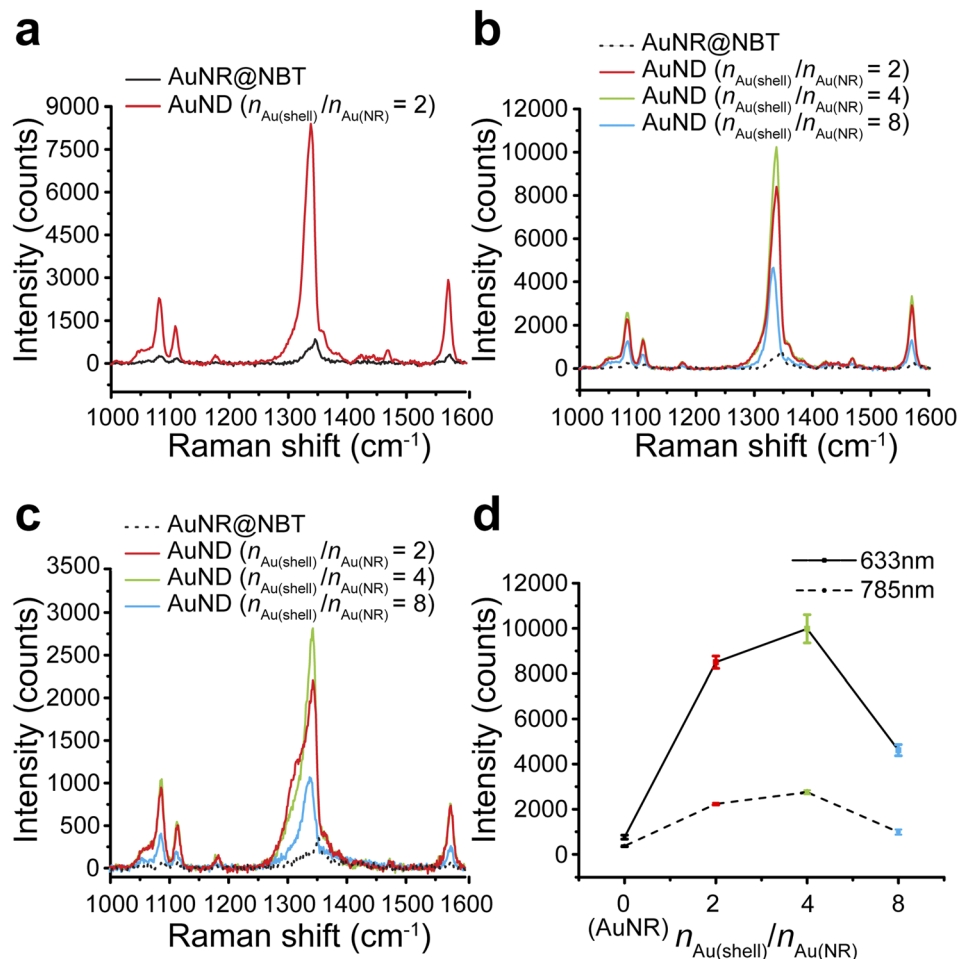 a
AuNR@NBT
AuND (nAu(shell)/nAu(NR) = 2)
9000
7500
6000
4500
3000
1500
0
Intensity (counts)
1000 1100 1200 1300 1400 1500 1600
Raman shift (cm-1)
b
AuNR@NBT
AuND (nAu(shell)/nAu(NR) = 2)
AuND (nAu(shell)/nAu(NR) = 4)
AuND (nAu(shell)/nAu(NR) = 8)
12000
10000
8000
6000
4000
2000
0
Intensity (counts)
1000 1100 1200 1300 1400 1500 1600
Raman shift (cm-1)
c
AuNR@NBT
AuND (nAu(shell)/nAu(NR) = 2)
AuND (nAu(shell)/nAu(NR) = 4)
AuND (nAu(shell)/nAu(NR) = 8)
3500
3000
2500
2000
1500
1000
500
0
Intensity (counts)
1000 1100 1200 1300 1400 1500 1600
Raman shift (cm-1)
d
633nm
785nm
12000
10000
8000
6000
4000
2000
0
Intensity (counts)
0 2 4 8
(AuNR) nAu(shell)/nAu(NR)